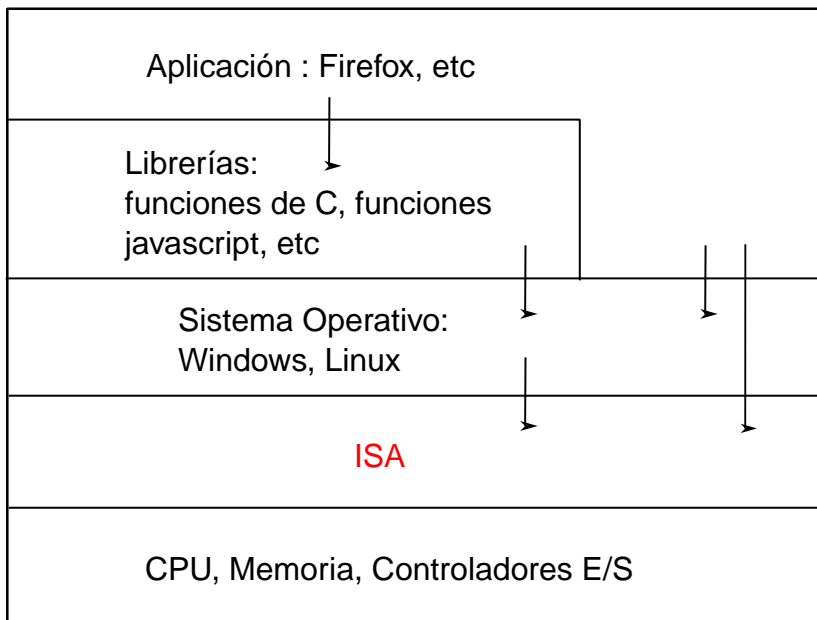 Aplicación : Firefox, etc
Librerías:
funciones de C, funciones
javascript, etc
Sistema Operativo:
Windows, Linux
ISA
CPU, Memoria, Controladores E/S